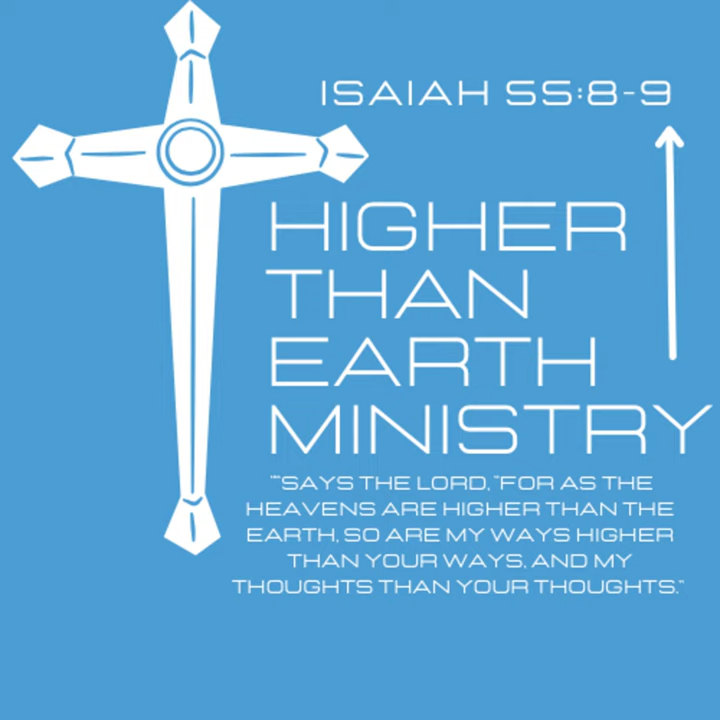 ISAIAH 55:8-9
HIGHER
THAN
EARTH
MINISTRY
""SAYS THE LORD,"FOR AS THE
HEAVENS ARE HIGHER THAN THE
EARTH, SO ARE MY WAYS HIGHER
THAN YOUR WAYS, AND MY
THOUGHTS THAN YOUR THOUGHTS."